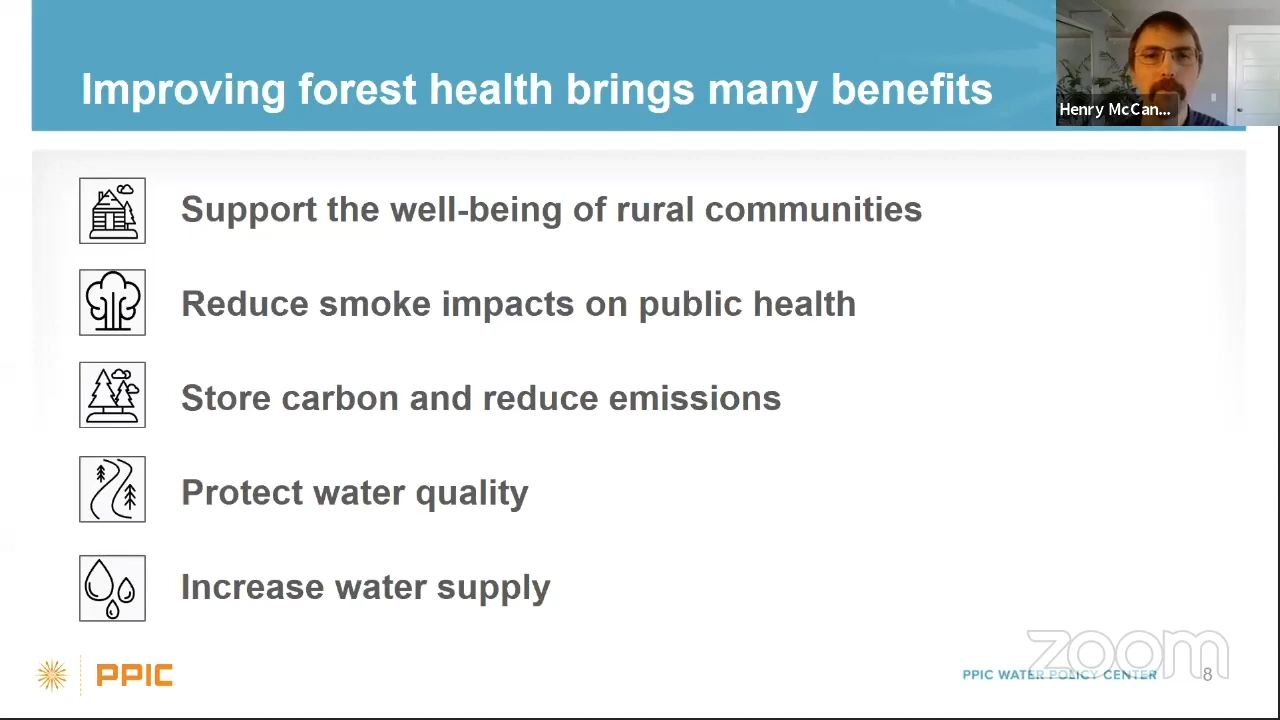 Improving forest health brings many benefits
Henry McCan...
Support the well-being of rural communities
Reduce smoke impacts on public health
Store carbon and reduce emissions
Protect water quality
Increase water supply
PPIC
PPIC WATER POLICY CENTER
zoom
8